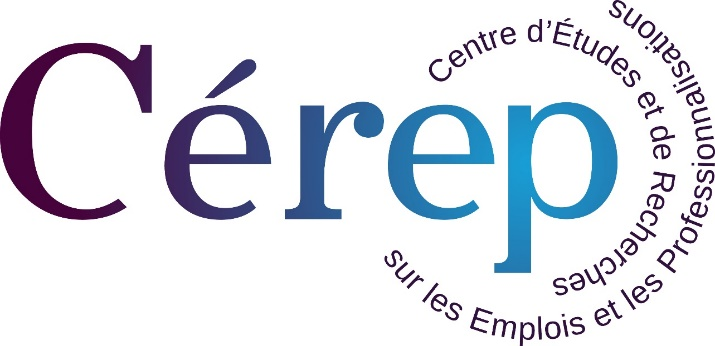 Cérep
Centre d'Études et de Recherches
sur les Emplois et les Professionnalisations